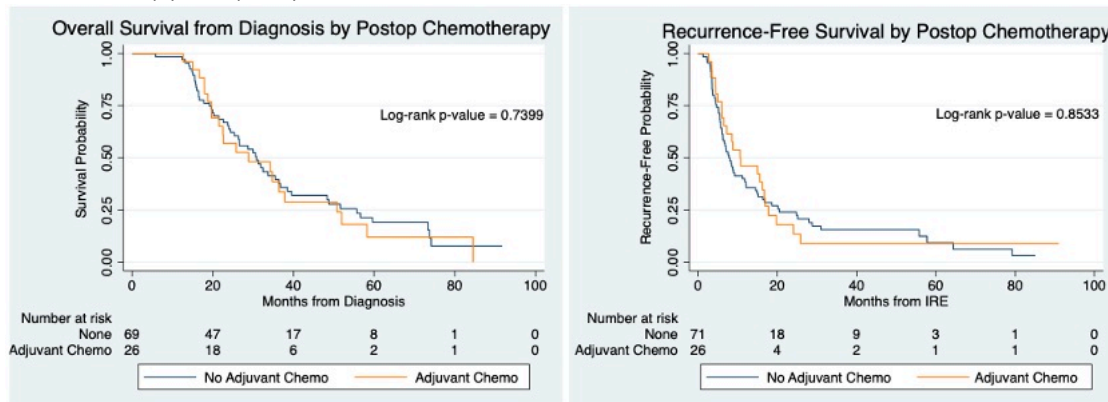 Overall Survival from Diagnosis by Postop Chemotherapy
1.00
0.75
0.50
0.25
0.00
Survival Probability
Log-rank p-value = 0.7399
0 20 40 60 80 100
Months from Diagnosis
Number at risk
None 69 47 17 8 1 0
Adjuvant Chemo 26 18 6 2 1 0
No Adjuvant Chemo Adjuvant Chemo
Recurrence-Free Survival by Postop Chemotherapy
1.00
0.75
0.50
0.25
0.00
Recurrence-Free Probability
Log-rank p-value = 0.8533
0 20 40 60 80 100
Months from IRE
Number at risk
None 71 18 9 3 1 0
Adjuvant Chemo 26 4 2 1 1 0
No Adjuvant Chemo Adjuvant Chemo